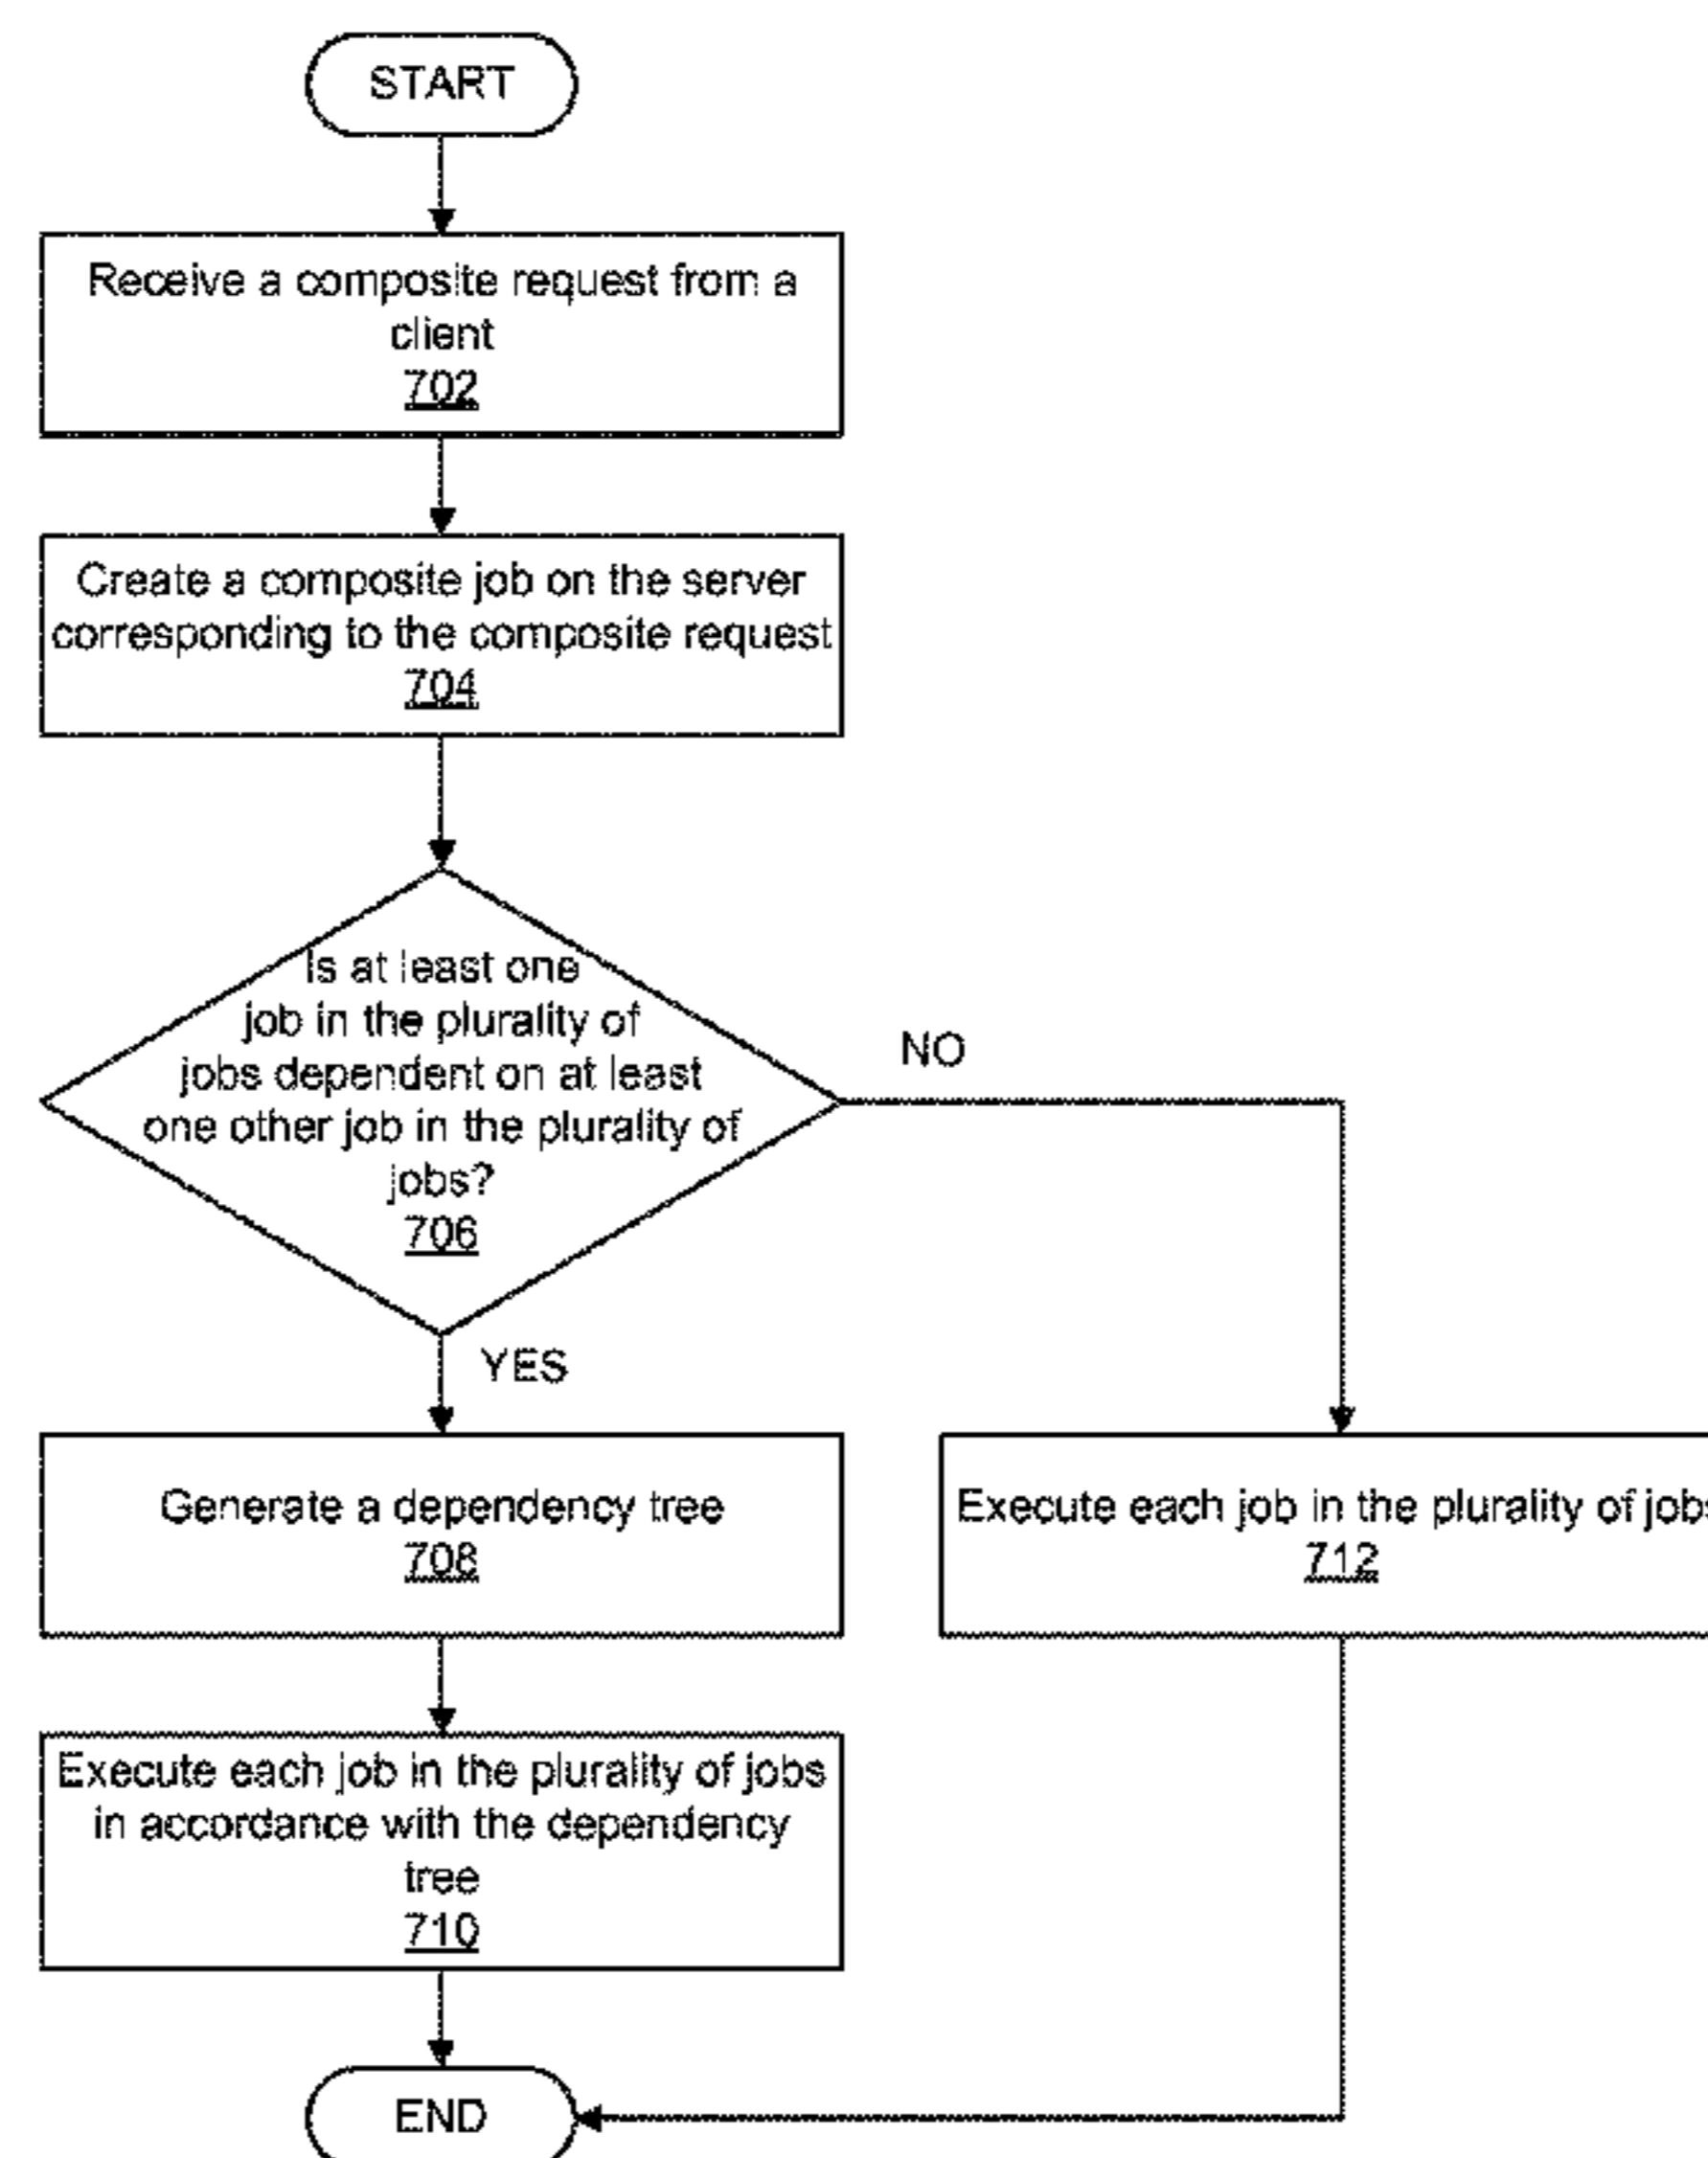 START
Receive a composite request from a
client
702
Create a composite job on the server
corresponding to the composite request
704
Is at least one
job in the plurality of
jobs dependent on at least
one other job in the plurality of
jobs?
706
NO
YES
Generate a dependency tree
708
Execute each job in the plurality of jobs
712
Execute each job in the plurality of jobs
in accordance with the dependency
tree
710
END